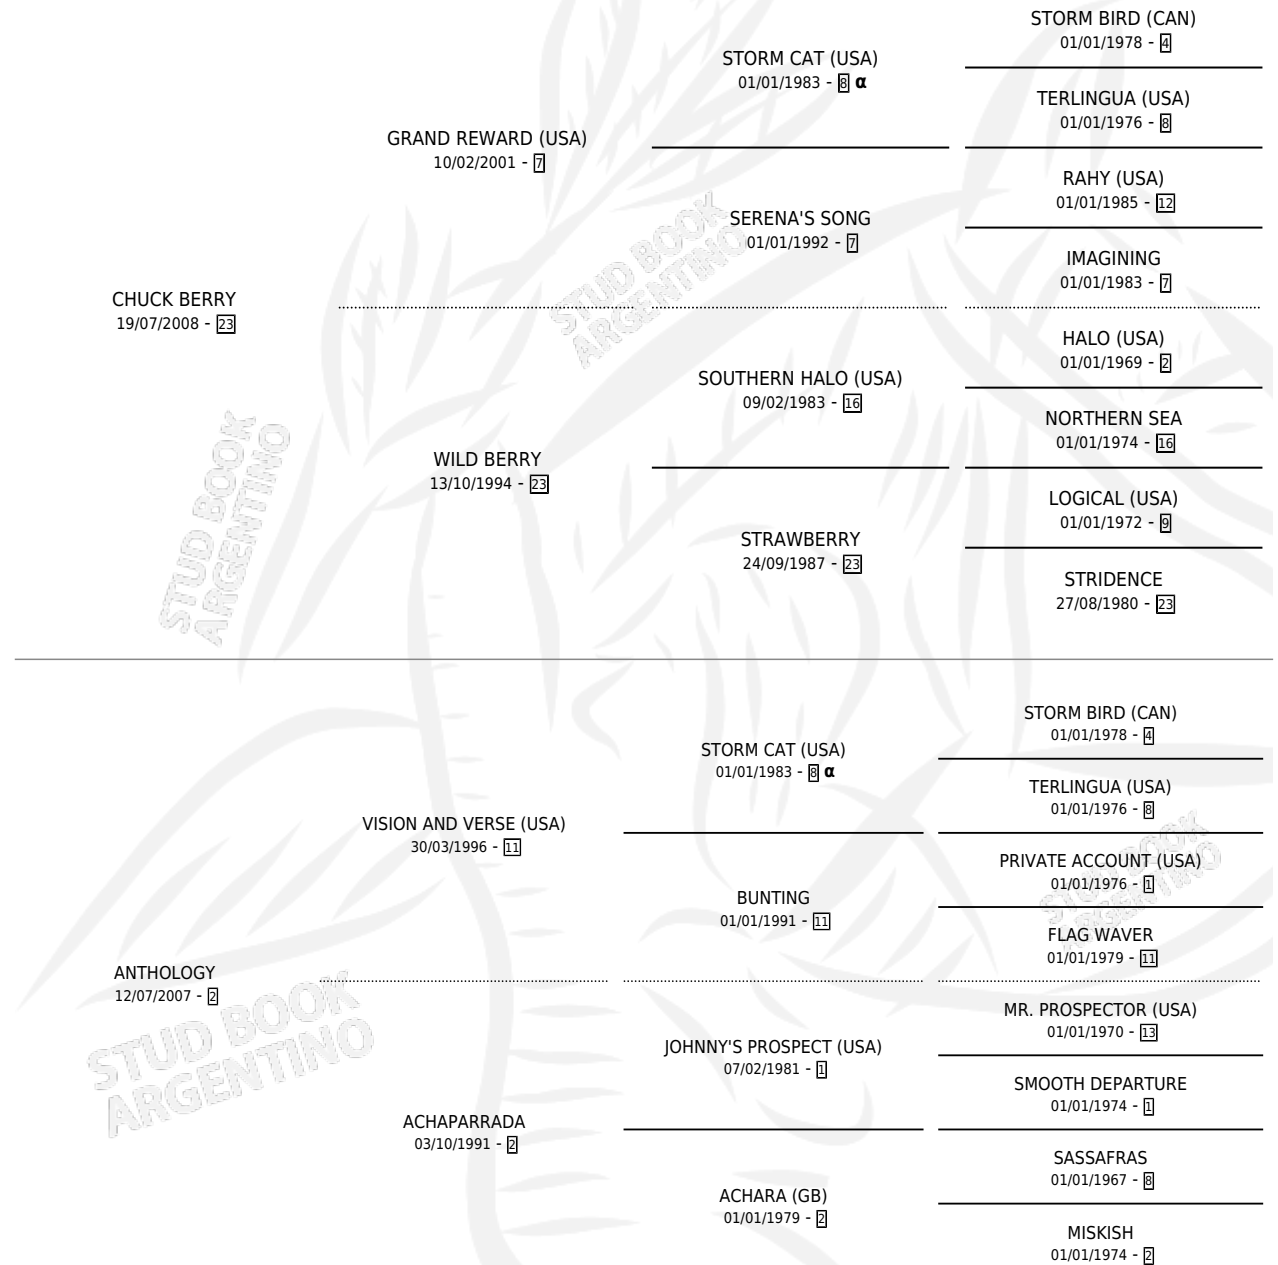 STORM BIRD (CAN)
01/01/1978 - 4
STORM CAT (USA)
01/01/1983 - 8 α
TERLINGUA (USA)
01/01/1976 - 8
GRAND REWARD (USA)
10/02/2001 - 7
RAHY (USA)
01/01/1985 - 12
SERENA'S SONG
01/01/1992 - 7
IMAGINING
01/01/1983 - 7
CHUCK BERRY
19/07/2008 - 23
HALO (USA)
01/01/1969 - 2
SOUTHERN HALO (USA)
09/02/1983 - 16
NORTHERN SEA
01/01/1974 - 16
WILD BERRY
13/10/1994 - 23
LOGICAL (USA)
01/01/1972 - 9
STRAWBERRY
24/09/1987 - 23
STRIDENCE
27/08/1980 - 23
STUD BOOK
ARGENTINO
STUD BOOK
ARGENTINO
STORM BIRD (CAN)
01/01/1978 - 4
STORM CAT (USA)
01/01/1983 - 8 α
TERLINGUA (USA)
01/01/1976 - 8
VISION AND VERSE (USA)
30/03/1996 - 11
PRIVATE ACCOUNT (USA)
01/01/1976 - 1
BUNTING
01/01/1991 - 11
FLAG WAVER
01/01/1979 - 11
ANTHOLOGY
12/07/2007 - 2
MR. PROSPECTOR (USA)
01/01/1970 - 13
JOHNNY'S PROSPECT (USA)
07/02/1981 - 1
SMOOTH DEPARTURE
01/01/1974 - 1
ACHAPARRADA
03/10/1991 - 2
SASSAFRAS
01/01/1967 - 8
ACHARA (GB)
01/01/1979 - 2
MISKISH
01/01/1974 - 2
STUD BOOK
ARGENTINO
STUD BOOK
ARGENTINO